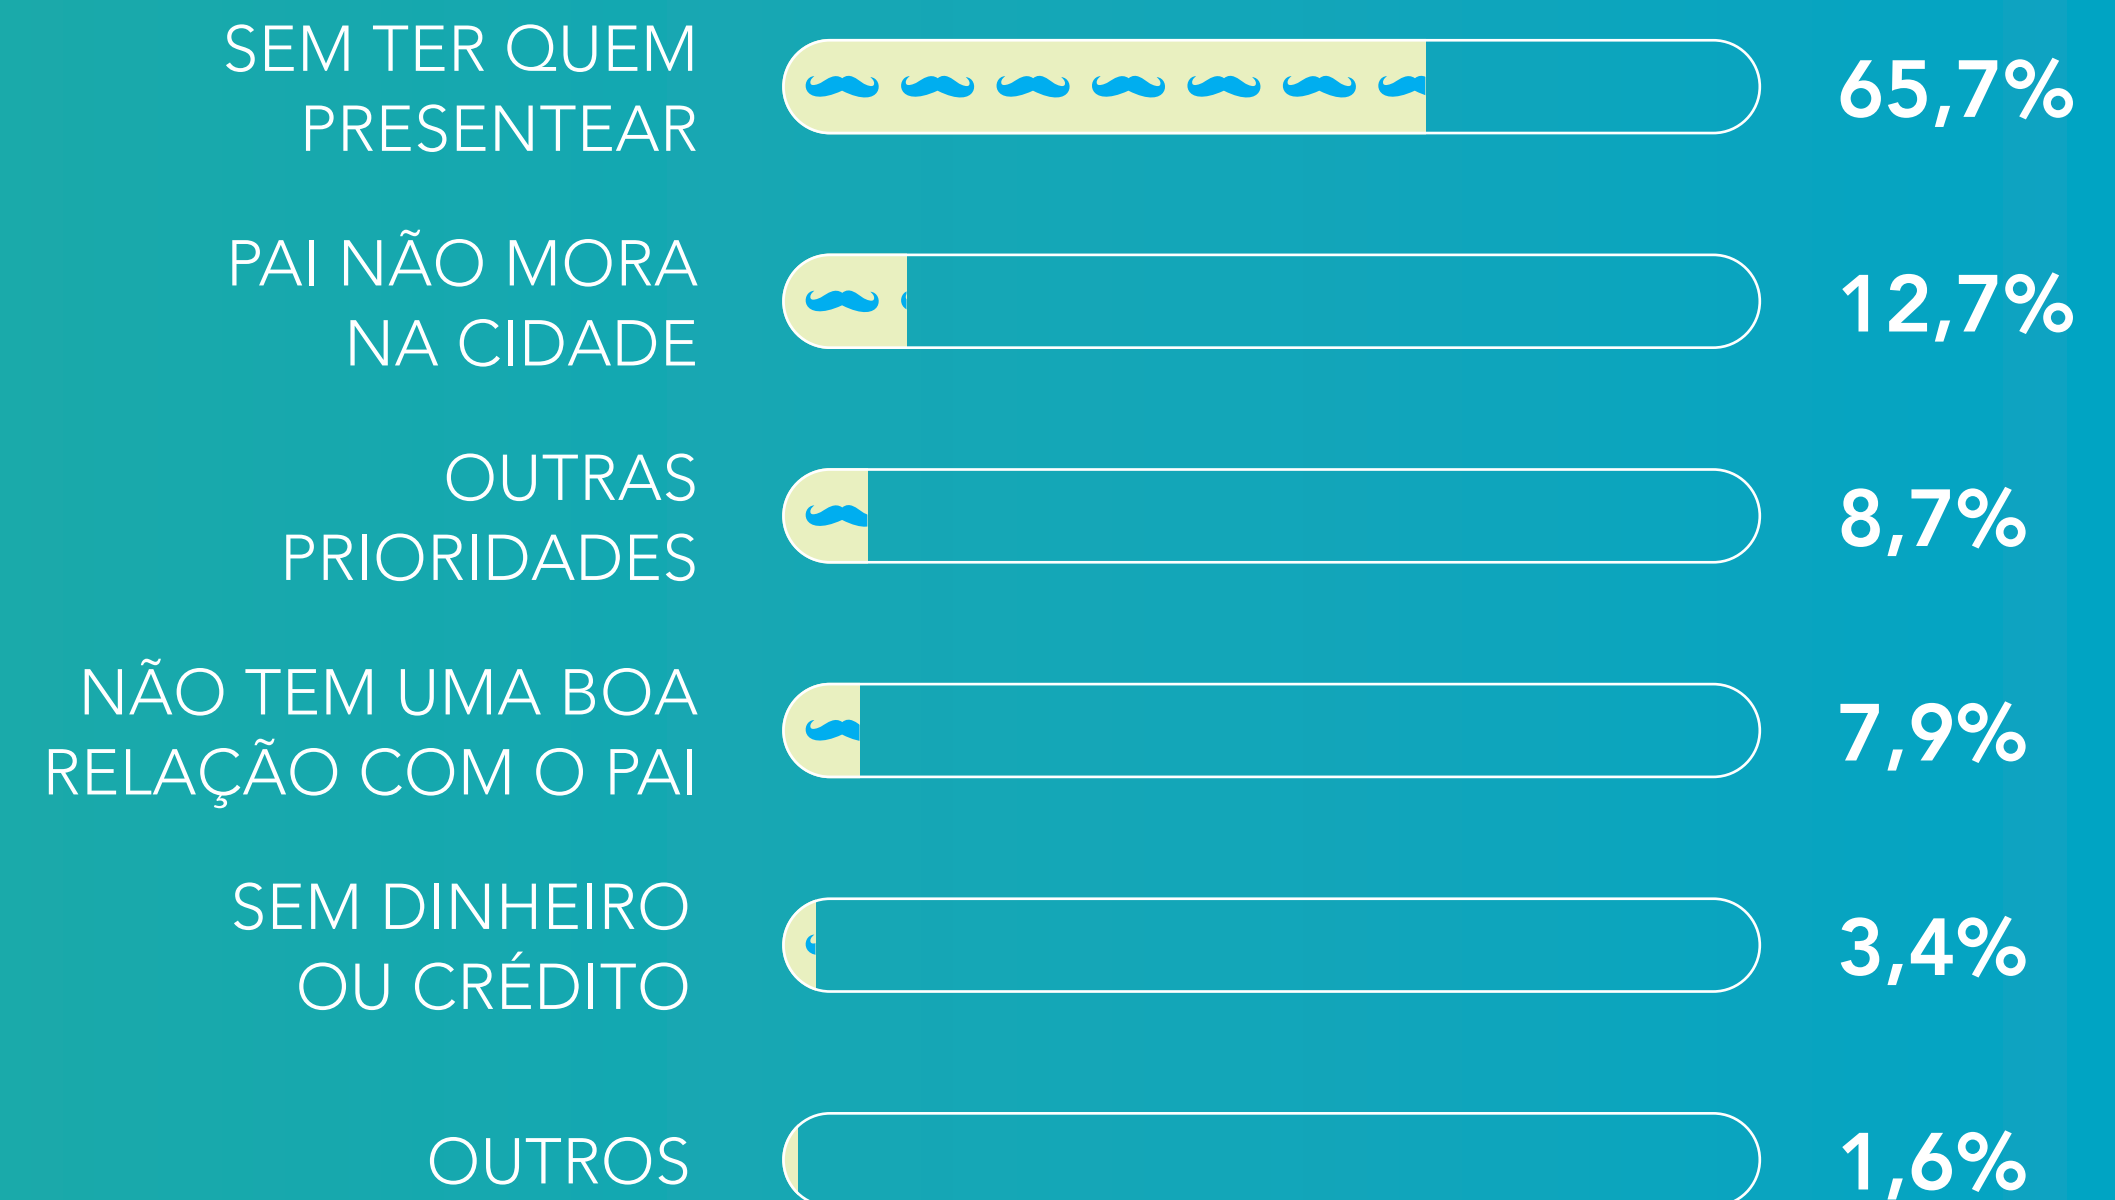 SEM TER QUEM
PRESENTEAR
65,7%
PAI NÃO MORA
NA CIDADE
12,7%
OUTRAS
PRIORIDADES
8,7%
NÃO TEM UMA BOA
RELAÇÃO COM O PAI
7,9%
SEM DINHEIRO
OU CRÉDITO
3,4%
OUTROS
1,6%